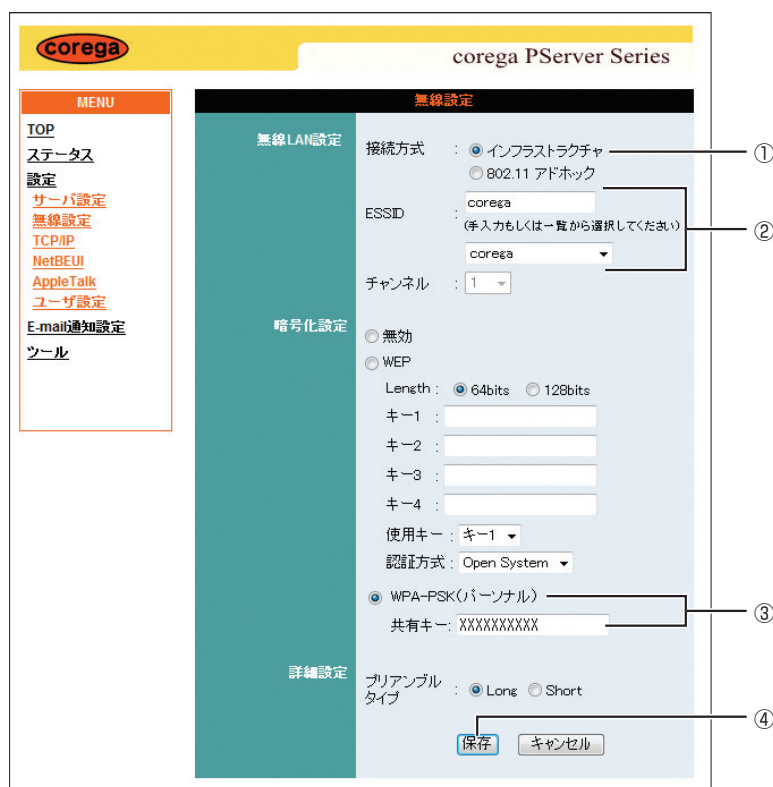 corega
corega PServer Series
MENU
TOP
ステータス
設定
サーバ設定
無線設定
TCP/IP
NetBEUI
AppleTalk
ユーザ設定
E-mail通知設定
ツール
無線設定
無線LAN設定
接続方式 : インフラストラクチャ ①
802.11 アドホック
ESSID : corega
(手入力もしくは一覧から選択してください) ②
corega
チャンネル : 1
暗号化設定
無効
WEP
Length : 64bits 128bits
キー1 :
キー2 :
キー3 :
キー4 :
使用キー : キー1
認証方式 : Open System
WPA-PSK(パーソナル)
共有キー: XXXXXXXXXX ③
詳細設定
プリアンブルタイプ : Long Short
④
保存 キャンセル